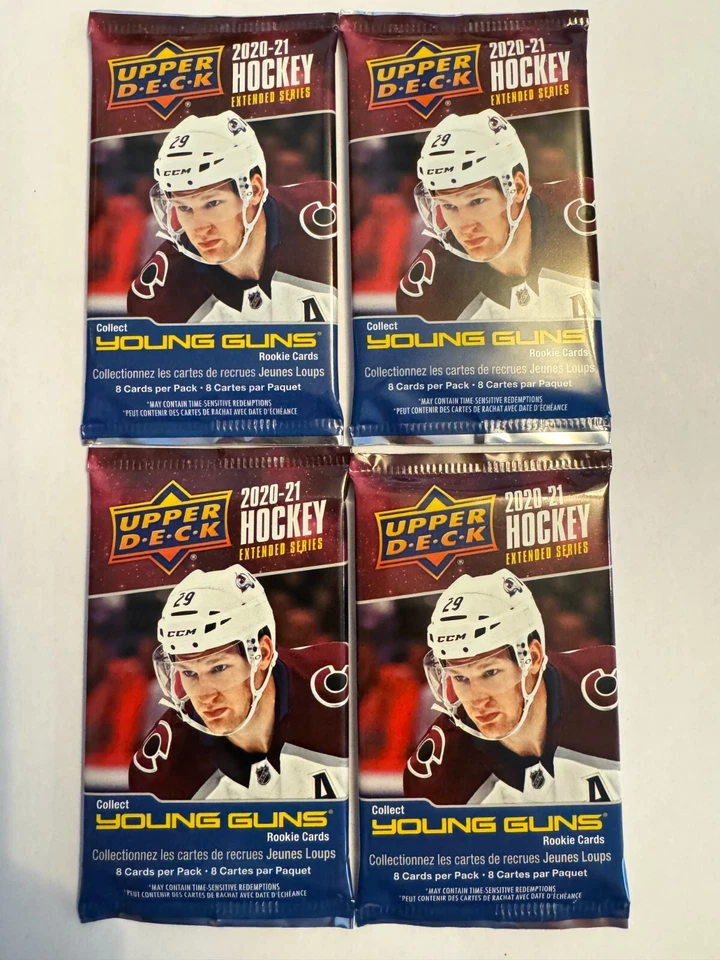 UPPER
D·E·C·K
®
2020-21
HOCKEY
EXTENDED SERIES
29
CCM
A
Collect
YOUNG GUNS®
Rookie Cards
Collectionnez les cartes de recrues Jeunes Loups
8 Cards per Pack · 8 Cartes par Paquet
*MAY CONTAIN TIME-SENSITIVE REDEMPTIONS
*PEUT CONTENIR DES CARTES DE RACHAT AVEC DATE D'ÉCHÉANCE
UPPER
D·E·C·K
®
2020-21
HOCKEY
EXTENDED SERIES
29
CCM
A
Collect
YOUNG GUNS®
Rookie Cards
Collectionnez les cartes de recrues Jeunes Loups
8 Cards per Pack · 8 Cartes par Paquet
*MAY CONTAIN TIME-SENSITIVE REDEMPTIONS
*PEUT CONTENIR DES CARTES DE RACHAT AVEC DATE D'ÉCHÉANCE
UPPER
D·E·C·K
®
2020-21
HOCKEY
EXTENDED SERIES
29
CCM
A
Collect
YOUNG GUNS®
Rookie Cards
Collectionnez les cartes de recrues Jeunes Loups
8 Cards per Pack · 8 Cartes par Paquet
*MAY CONTAIN TIME-SENSITIVE REDEMPTIONS
*PEUT CONTENIR DES CARTES DE RACHAT AVEC DATE D'ÉCHÉANCE
UPPER
D·E·C·K
®
2020-21
HOCKEY
EXTENDED SERIES
29
CCM
A
Collect
YOUNG GUNS®
Rookie Cards
Collectionnez les cartes de recrues Jeunes Loups
8 Cards per Pack · 8 Cartes par Paquet
*MAY CONTAIN TIME-SENSITIVE REDEMPTIONS
*PEUT CONTENIR DES CARTES DE RACHAT AVEC DATE D'ÉCHÉANCE